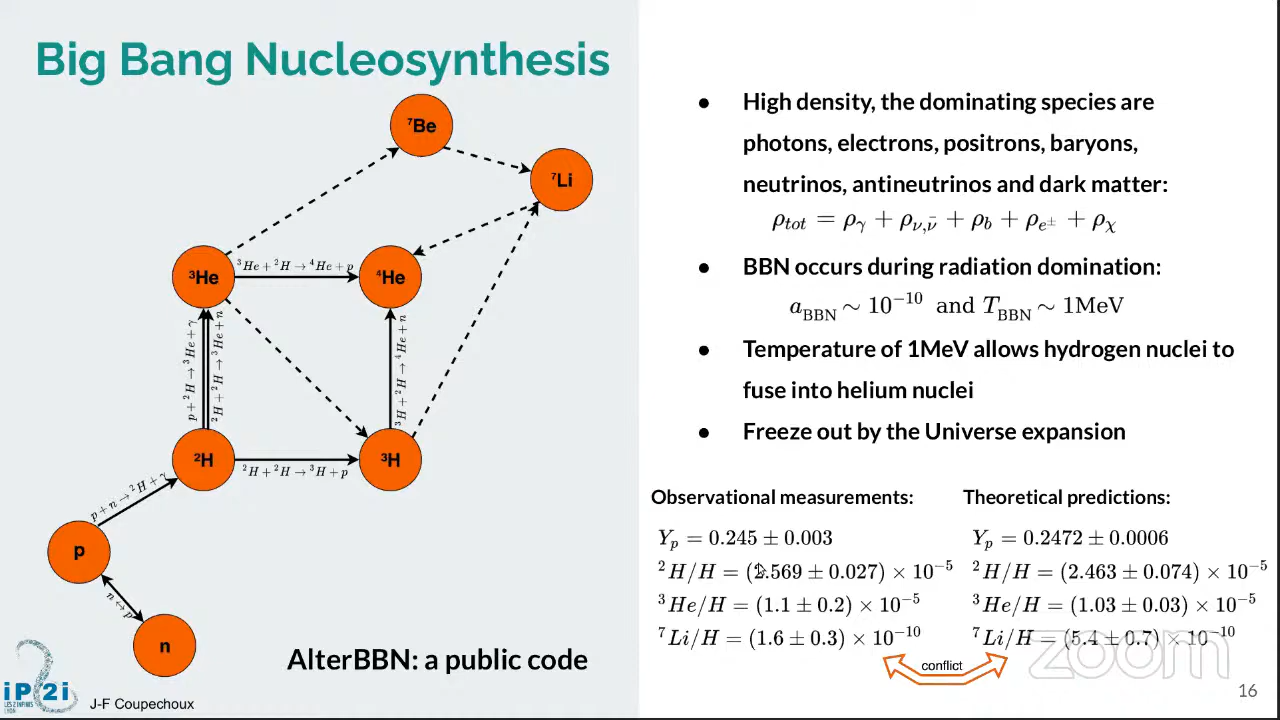 Big Bang Nucleosynthesis
⁷Be
⁷Li
³He
³He + ²H → ⁴He + p
⁴He
p + ²H → ³He + γ
²H + ²H → ³He + n
³H + ²H → ⁴He + n
²H
²H + ²H → ³H + p
³H
p + n → ²H + γ
p
n ↔ p
n
AlterBBN: a public code
iP2i
LES 2 INFINIS
LYON
J-F Coupechoux
● High density, the dominating species are
photons, electrons, positrons, baryons,
neutrinos, antineutrinos and dark matter:
ρ_tot = ρ_γ + ρ_ν,ν̄ + ρ_b + ρ_e± + ρ_χ
● BBN occurs during radiation domination:
a_BBN ∼ 10⁻¹⁰ and T_BBN ∼ 1MeV
● Temperature of 1MeV allows hydrogen nuclei to
fuse into helium nuclei
● Freeze out by the Universe expansion
Observational measurements:
Y_p = 0.245 ± 0.003
²H/H = (2.569 ± 0.027) × 10⁻⁵
³He/H = (1.1 ± 0.2) × 10⁻⁵
⁷Li/H = (1.6 ± 0.3) × 10⁻¹⁰
Theoretical predictions:
Y_p = 0.2472 ± 0.0006
²H/H = (2.463 ± 0.074) × 10⁻⁵
³He/H = (1.03 ± 0.03) × 10⁻⁵
⁷Li/H = (5.4 ± 0.7) × 10⁻¹⁰
conflict
zoom
16